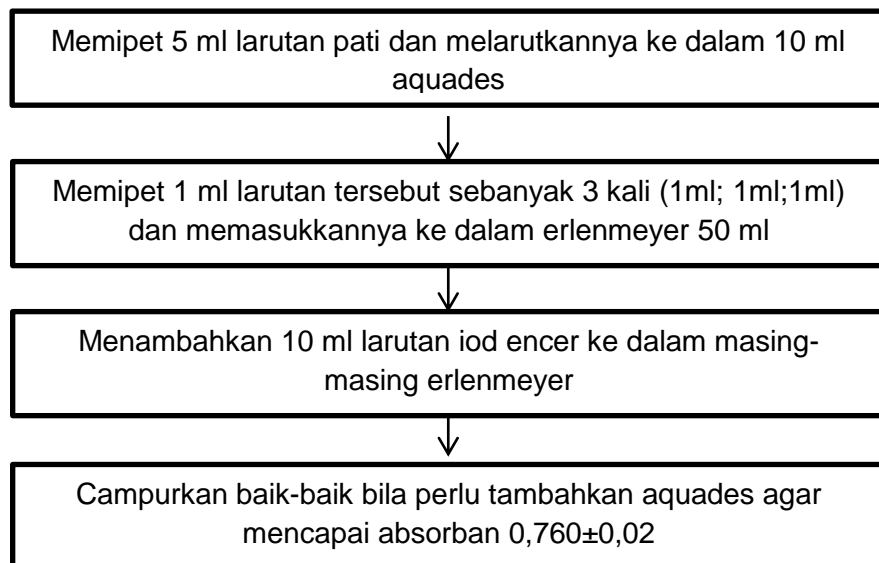 Memipet 5 ml larutan pati dan melarutkannya ke dalam 10 ml
aquades
Memipet 1 ml larutan tersebut sebanyak 3 kali (1ml; 1ml;1ml)
dan memasukkannya ke dalam erlenmeyer 50 ml
Menambahkan 10 ml larutan iod encer ke dalam masing-
masing erlenmeyer
Campurkan baik-baik bila perlu tambahkan aquades agar
mencapai absorban 0,760±0,02